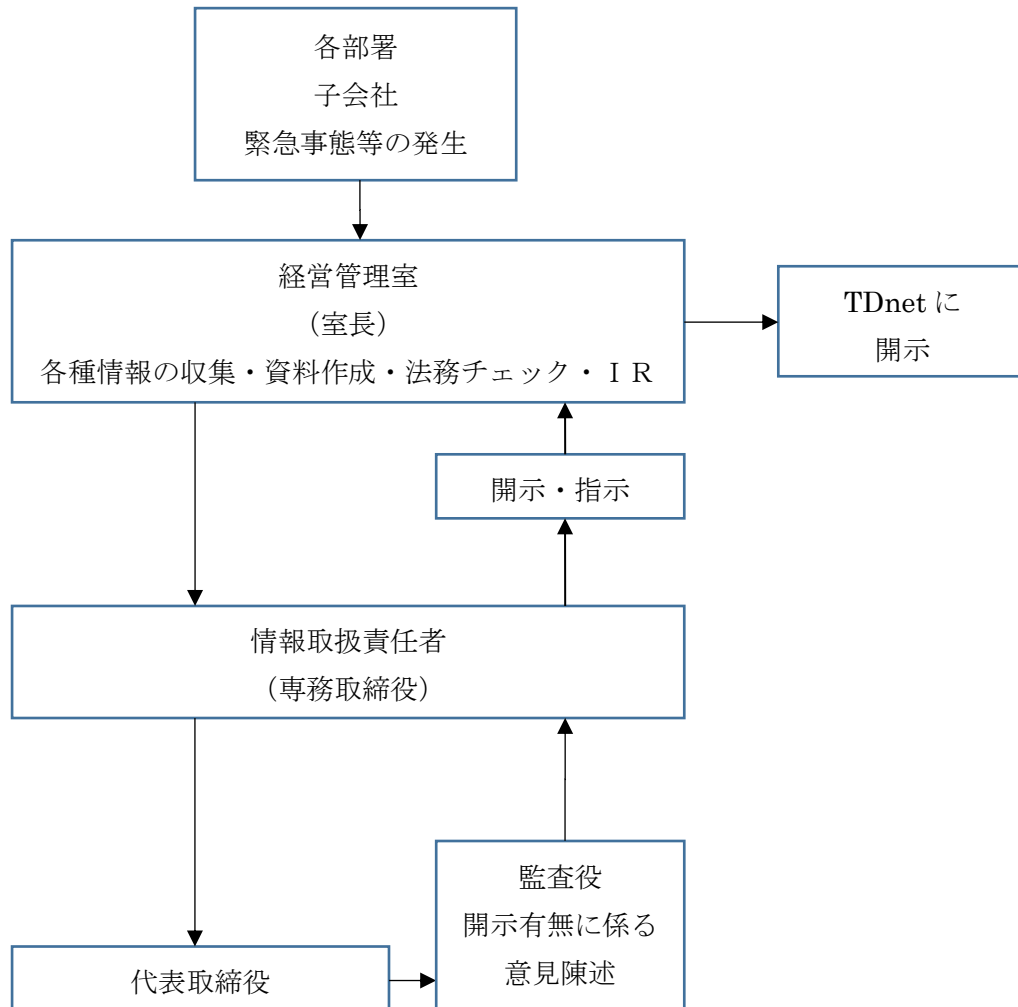 各部署
子会社
緊急事態等の発生
経営管理室
（室長）
各種情報の収集・資料作成・法務チェック・ＩＲ
TDnet に
開示
開示・指示
情報取扱責任者
（専務取締役）
監査役
開示有無に係る
意見陳述
代表取締役